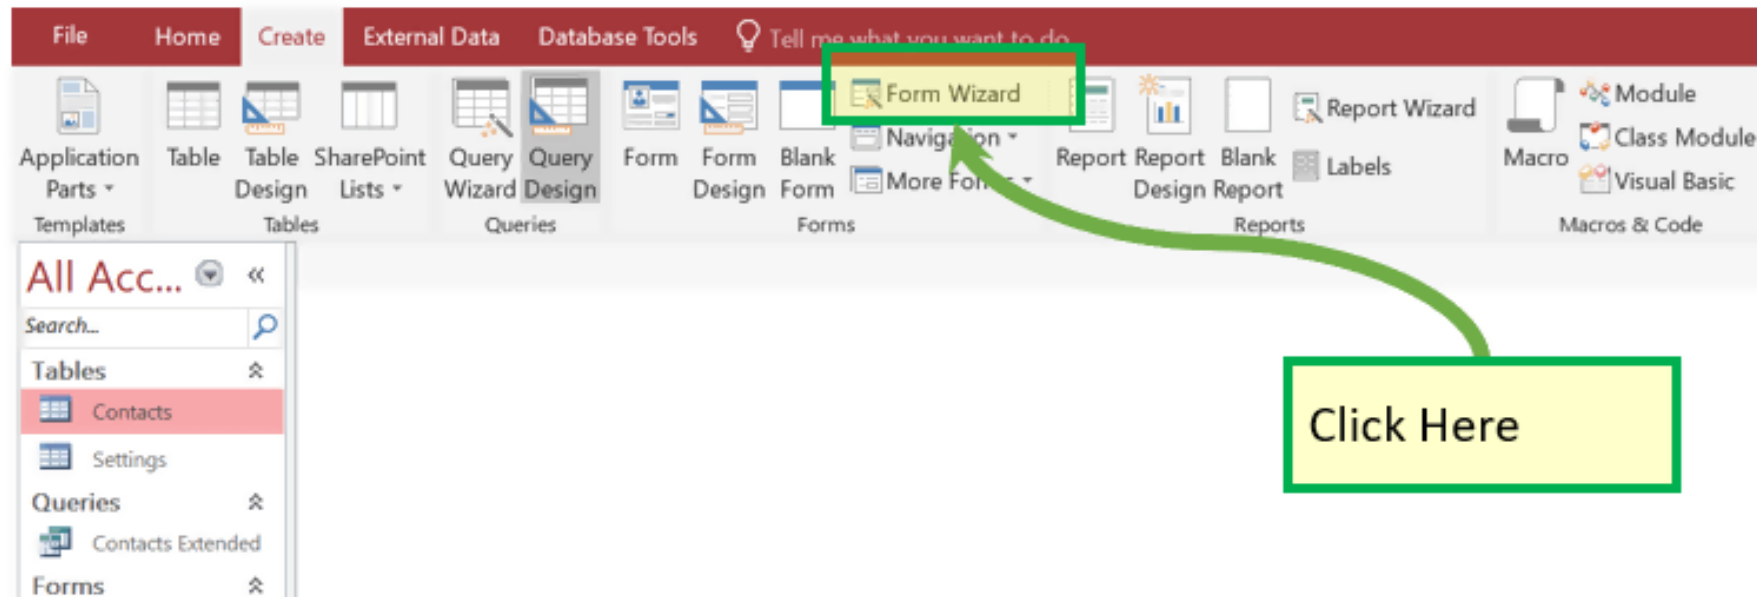 File Home Create External Data Database Tools Tell me what you want to do
Form Wizard
Module
Report Wizard
Navigation
Class Module
Application Table Table SharePoint Query Query Form Form Blank Report Report Blank Macro
Labels
More Forms
Visual Basic
Parts Design Lists Wizard Design Design Form Design Report
Templates Tables Queries Forms Reports Macros & Code
All Acc...
Search...
Tables
Contacts
Settings
Queries
Contacts Extended
Forms
Click Here